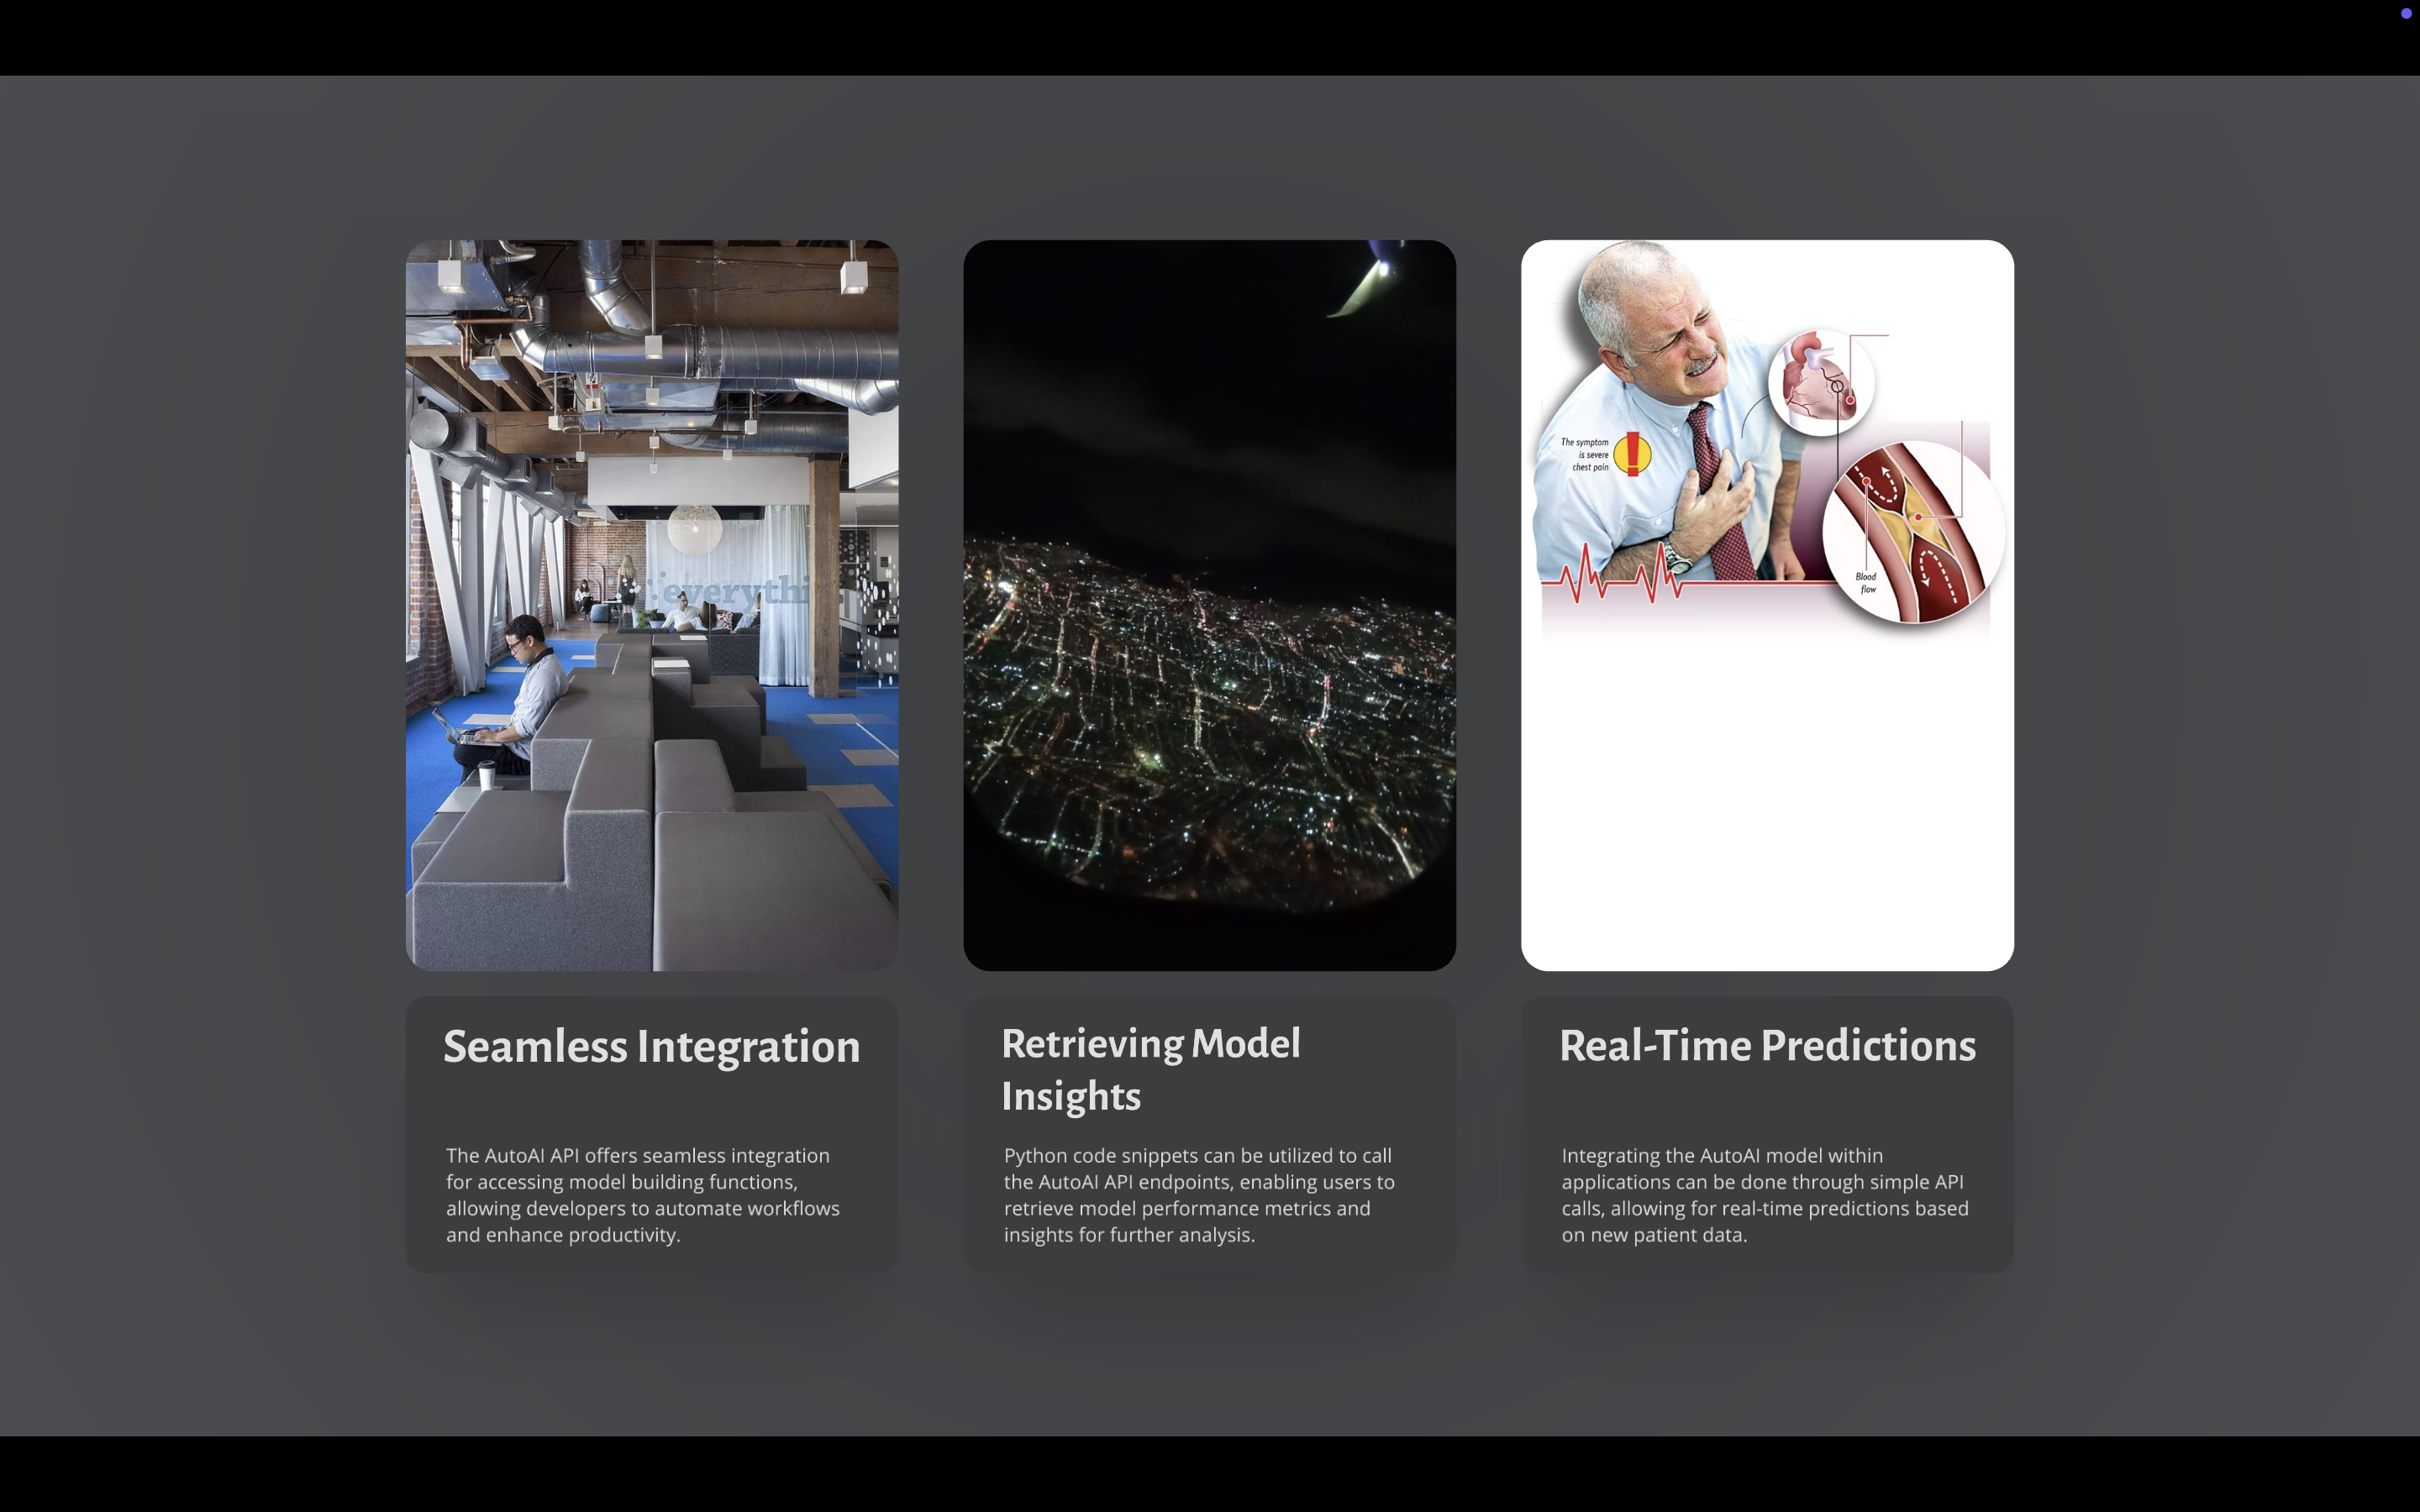 everythi
The symptom
is severe
chest pain
Blood
flow
Seamless Integration
The AutoAI API offers seamless integration
for accessing model building functions,
allowing developers to automate workflows
and enhance productivity.
Retrieving Model
Insights
Python code snippets can be utilized to call
the AutoAI API endpoints, enabling users to
retrieve model performance metrics and
insights for further analysis.
Real-Time Predictions
Integrating the AutoAI model within
applications can be done through simple API
calls, allowing for real-time predictions based
on new patient data.